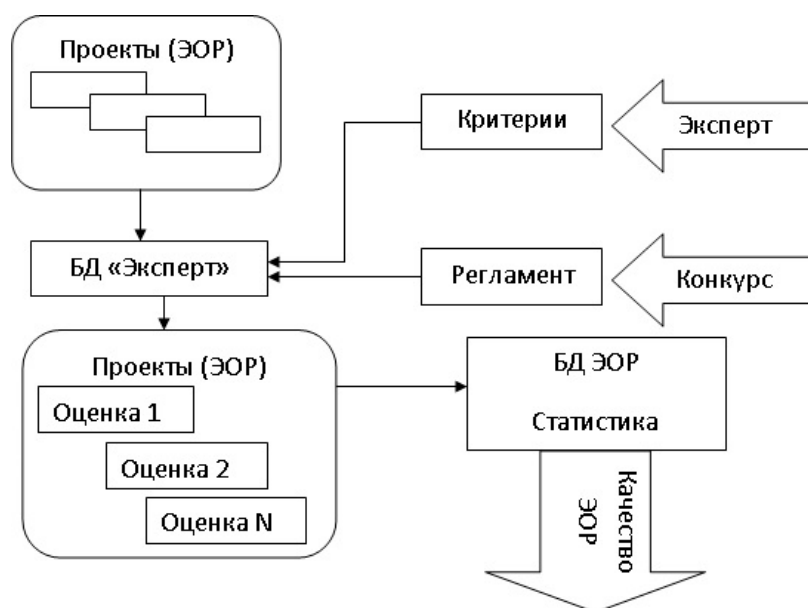 Проекты (ЭОР)
Критерии
Эксперт
БД «Эксперт»
Регламент
Конкурс
Проекты (ЭОР)
Оценка 1
Оценка 2
Оценка N
БД ЭОР
Статистика
Качество
ЭОР